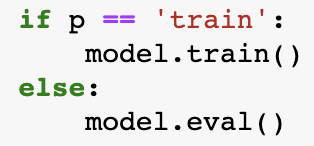 if p == 'train':
    model.train()
else:
    model.eval()